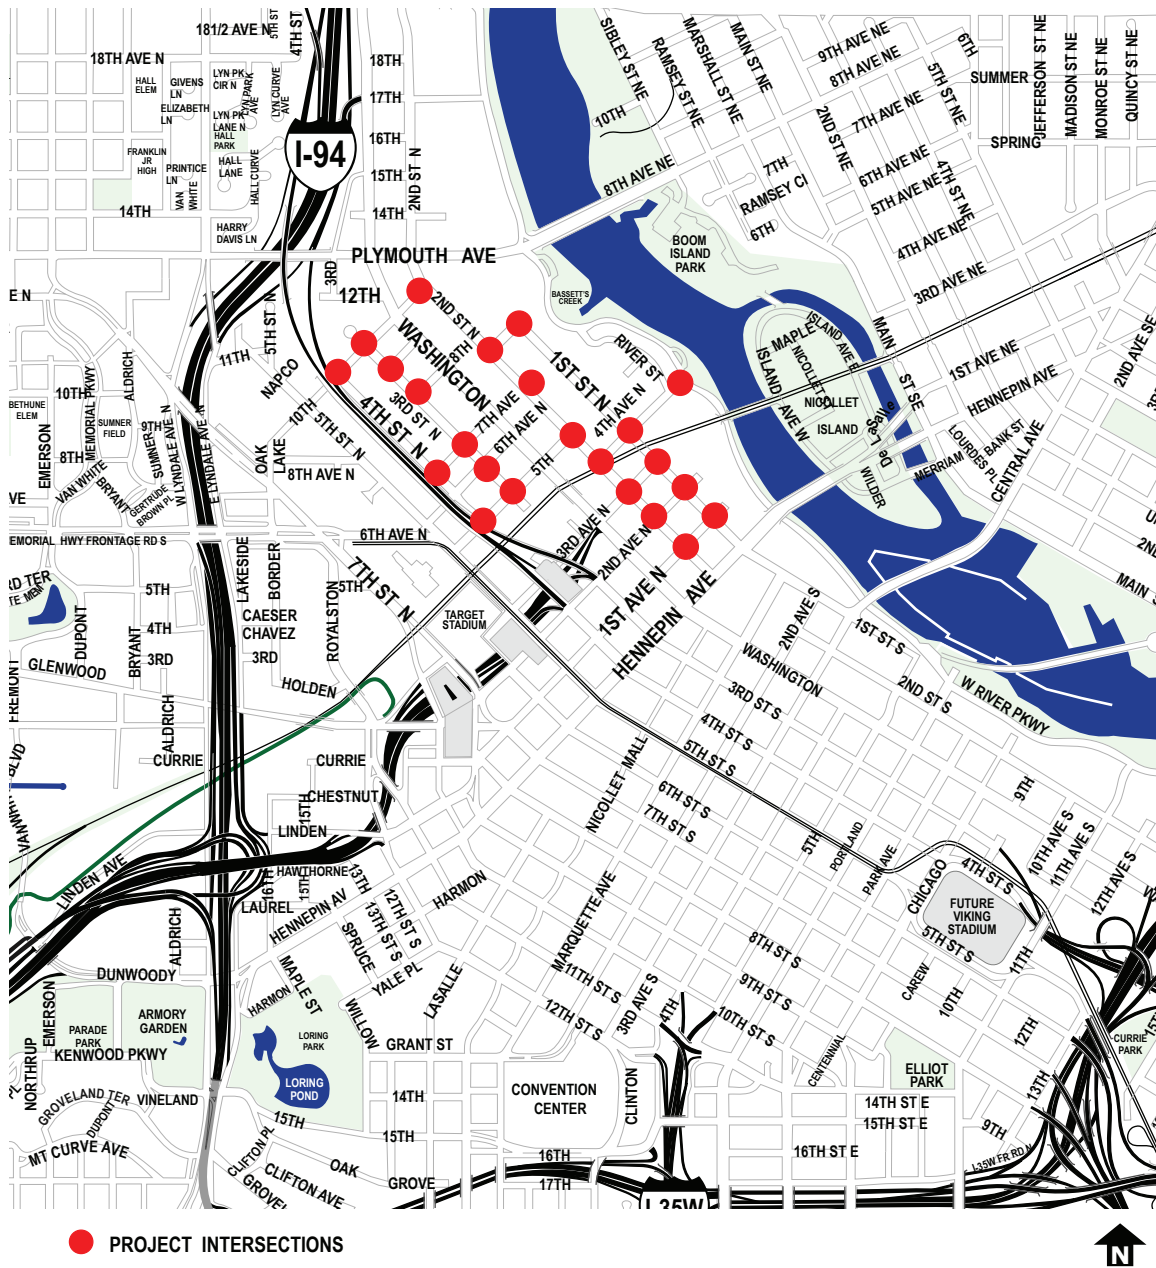 181/2 AVE N
5TH ST
4TH ST
18TH AVE N
HALL
ELEM
GIVENS
LN
LYN PK
CIR N
LYN PARK
AVE
LYN CURVE
AVE
ELIZABETH
LN
LYN PK
LANE N
HALL
PARK
FRANKLIN
JR
HIGH
PRINTICE
LN
HALL
LANE
VAN
WHITE
HALL CURVE
14TH
HARRY
DAVIS LN
I-94
18TH
17TH
16TH
15TH
14TH
2ND ST N
PLYMOUTH AVE
3RD
12TH
SIBLEY ST NE
RAMSEY ST NE
MARSHALL ST NE
MAIN ST NE
10TH
8TH AVE NE
9TH AVE NE
8TH AVE NE
7TH AVE NE
6TH AVE NE
5TH AVE NE
4TH AVE NE
3RD AVE NE
2ND ST NE
4TH ST NE
5TH ST NE
6TH
SUMMER
SPRING
JEFFERSON ST NE
MADISON ST NE
MONROE ST NE
QUINCY ST NE
7TH
RAMSEY CI
6TH
BOOM
ISLAND
PARK
BASSETT'S
CREEK
2ND ST N
WASHINGTON
8TH
1ST ST N
RIVER ST
3RD ST N
4TH ST N
7TH AVE
6TH AVE N
5TH
4TH AVE N
3RD AVE N
2ND AVE N
1ST AVE N
HENNEPIN AVE
MAPLE
ISLAND AVE E
NICOLLET
ISLAND AVE W
NICOLLET
ISLAND
De LaSalle
WILDER
MAIN
ST SE
1ST AVE NE
HENNEPIN AVE
2ND AVE SE
LOURDES PL
BANK ST
MERRIAM
CENTRAL AVE
MAIN S
E N
11TH
5TH ST N
NAPCO
10TH
5TH ST N
OAK
LAKE
8TH AVE N
6TH AVE N
10TH
BETHUNE
ELEM
EMERSON
MEMORIAL PKWY
ALDRICH
SUMNER
FIELD
9TH
SUMNER
8TH
VAN WHITE
BRYANT
GERTRUDE
BROWN PL
W LYNDALE AVE N
E LYNDALE AVE N
VE
EMORIAL HWY FRONTAGE RD S
RD TER
DUPONT
5TH
4TH
3RD
BRYANT
GLENWOOD
FREMONT
ALDRICH
CURRIE
LAKESIDE
BORDER
CAESER
CHAVEZ
3RD
ROYALSTON
5TH
7TH ST N
HOLDEN
TARGET
STADIUM
CURRIE
CHESTNUT
15TH
LINDEN
HAWTHORNE
16TH
15TH
LAUREL
LINDEN AVE
ALDRICH
DUNWOODY
HENNEPIN AV
13TH
12TH ST S
13TH ST S
HARMON
SPRUCE
YALE PL
MAPLE ST
HARMON
WILLOW
LASALLE
MARQUETTE AVE
NICOLLET MALL
2ND AVE S
WASHINGTON
3RD ST S
4TH ST S
5TH ST S
6TH ST S
7TH ST S
1ST ST S
2ND ST S
W RIVER PKWY
5TH
PORTLAND
PARK AVE
CHICAGO
9TH
10TH AVE S
11TH AVE S
12TH AVE S
4TH ST S
FUTURE
VIKING
STADIUM
5TH ST S
11TH
CAREW
10TH
12TH
13TH
CURRIE
PARK
8TH ST S
9TH ST S
10TH ST S
11TH ST S
12TH ST S
3RD AVE S
4TH
CENTENNIAL
ELLIOT
PARK
14TH ST E
15TH ST E
16TH ST E
9TH
L35W FR RD N
EMERSON
PARADE
PARK
ARMORY
GARDEN
KENWOOD PKWY
NORTHRUP
GROVELAND TER
DUPONT
VINELAND
MT CURVE AVE
LORING
PARK
LORING
POND
GRANT ST
14TH
15TH
15TH
CLIFTON PL
OAK
CLIFTON AVE
GROVE
CONVENTION
CENTER
CLINTON
16TH
17TH
I-35W
PROJECT INTERSECTIONS
N